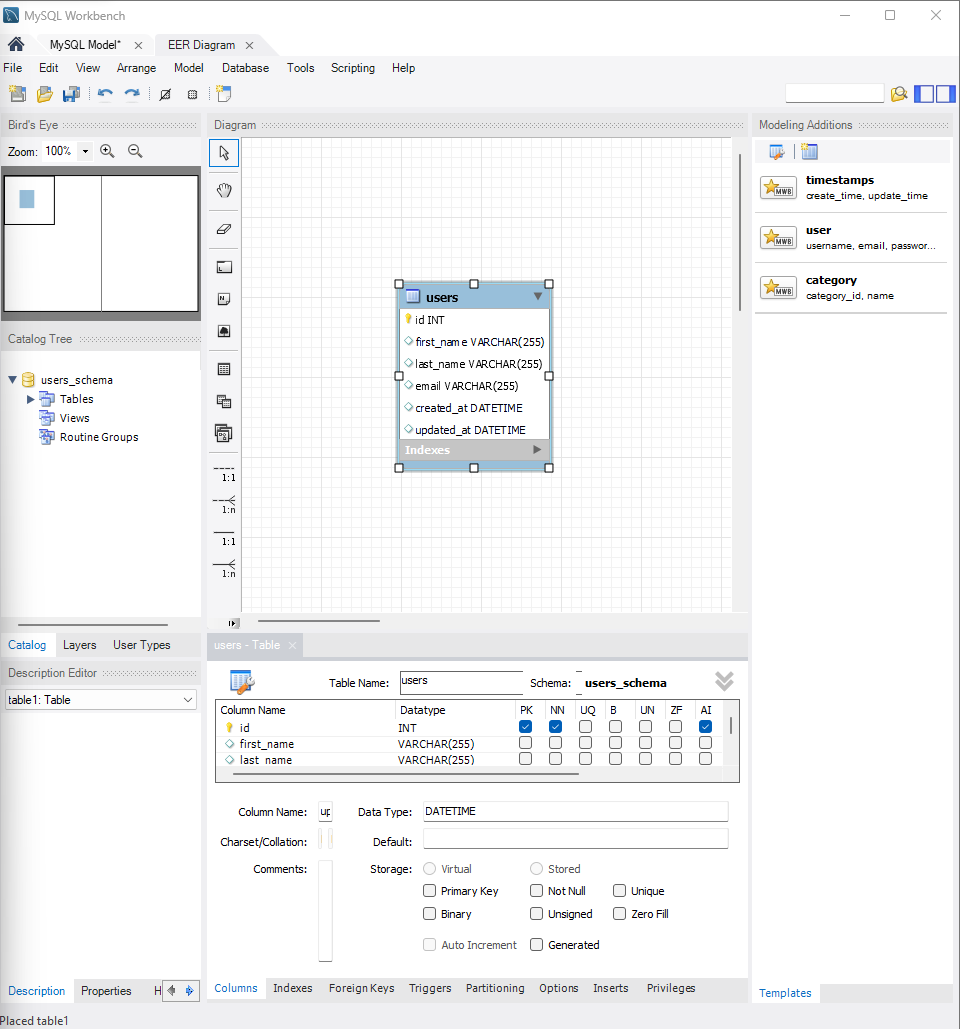 MySQL Workbench
MySQL Model*
EER Diagram
File Edit View Arrange Model Database Tools Scripting Help
Bird's Eye
Zoom: 100%
Catalog Tree
users_schema
Tables
Views
Routine Groups
Catalog Layers User Types
Description Editor
table1: Table
Description Properties H
Placed table1
Diagram
1:1
1:n
1:1
1:n
users
id INT
first_name VARCHAR(255)
last_name VARCHAR(255)
email VARCHAR(255)
created_at DATETIME
updated_at DATETIME
Indexes
users - Table
Table Name: users Schema: users_schema
Column Name Datatype PK NN UQ B UN ZF AI
id INT
first_name VARCHAR(255)
last_name VARCHAR(255)
Column Name: up Data Type: DATETIME
Charset/Collation: Default:
Comments: Storage: Virtual Stored
Primary Key Not Null Unique
Binary Unsigned Zero Fill
Auto Increment Generated
Columns Indexes Foreign Keys Triggers Partitioning Options Inserts Privileges
Modeling Additions
MWB
timestamps
create_time, update_time
MWB
user
username, email, passwor...
MWB
category
category_id, name
Templates